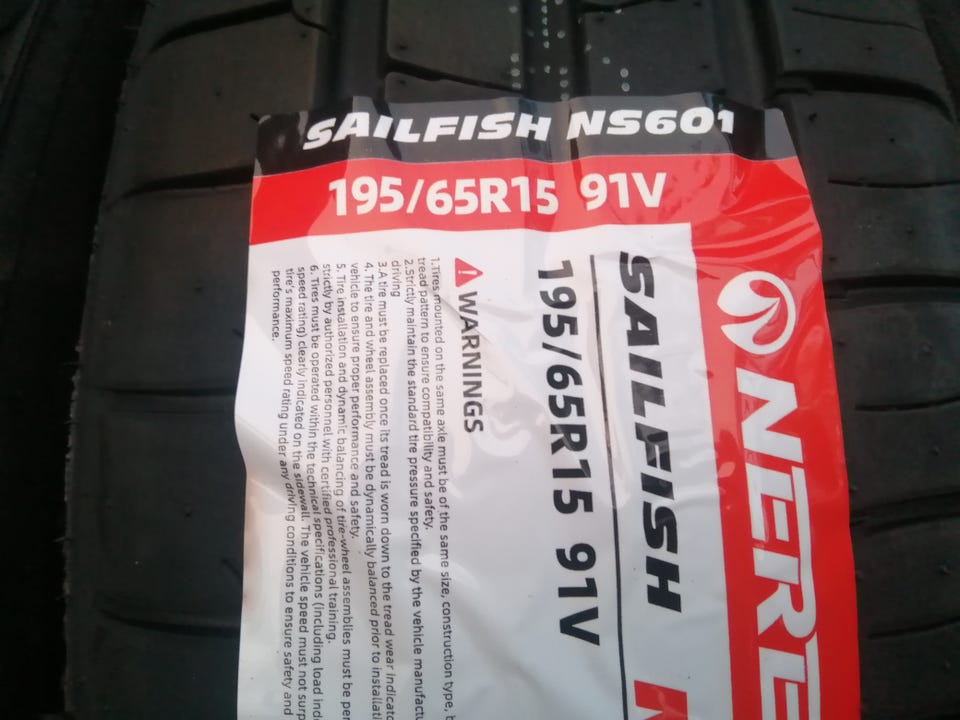 SAILFISH NS601
195/65R15 91V
NERE
SAILFISH
195/65R15 91V
WARNINGS
1.Tires mounted on the same axle must be of the same size, construction type,
tread pattern to ensure compatibility and safety.
2.Strictly maintain the standard tire pressure specified by the vehicle
driving
3.A tire must be replaced once its tread is worn down to the tread wear
4. The tire and wheel assembly must be dynamically balanced prior to
vehicle to ensure proper performance and safety.
5. Tire installation and dynamic balancing of tire-wheel assemblies must be
strictly by authorized personnel with certified professional training.
6. Tires must be operated within the technical specifications (including load
speed rating) clearly indicated on the sidewall. The vehicle speed must not
tire's maximum speed rating under any driving conditions to ensure safety and
performance.